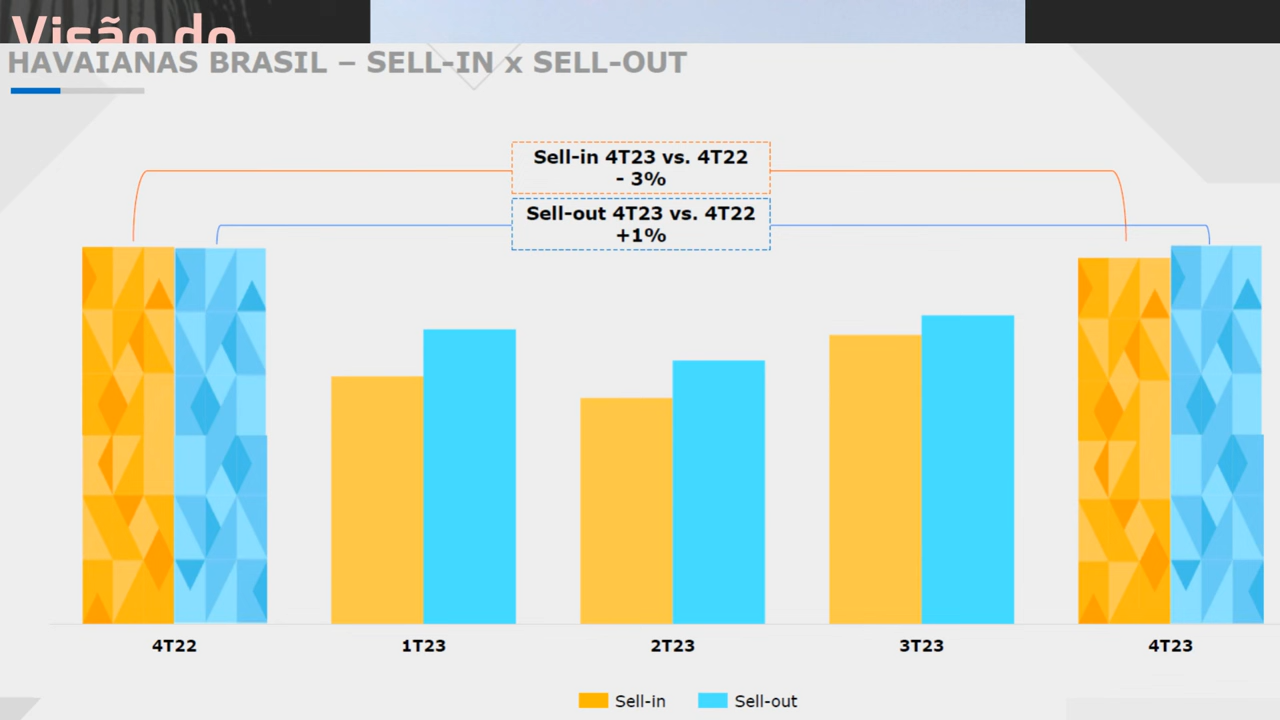 Visão do
HAVAIANAS BRASIL – SELL-IN x SELL-OUT
Sell-in 4T23 vs. 4T22
- 3%
Sell-out 4T23 vs. 4T22
+1%
4T22
1T23
2T23
3T23
4T23
Sell-in
Sell-out